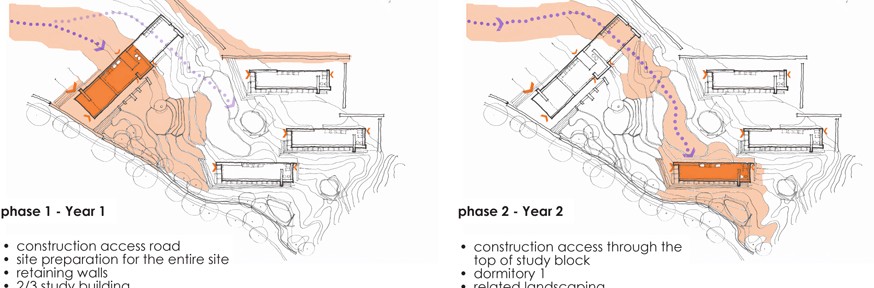 phase 1 - Year 1
• construction access road
• site preparation for the entire site
• retaining walls
• 2/3 study building
phase 2 - Year 2
• construction access through the
top of study block
• dormitory 1
• related landscaping